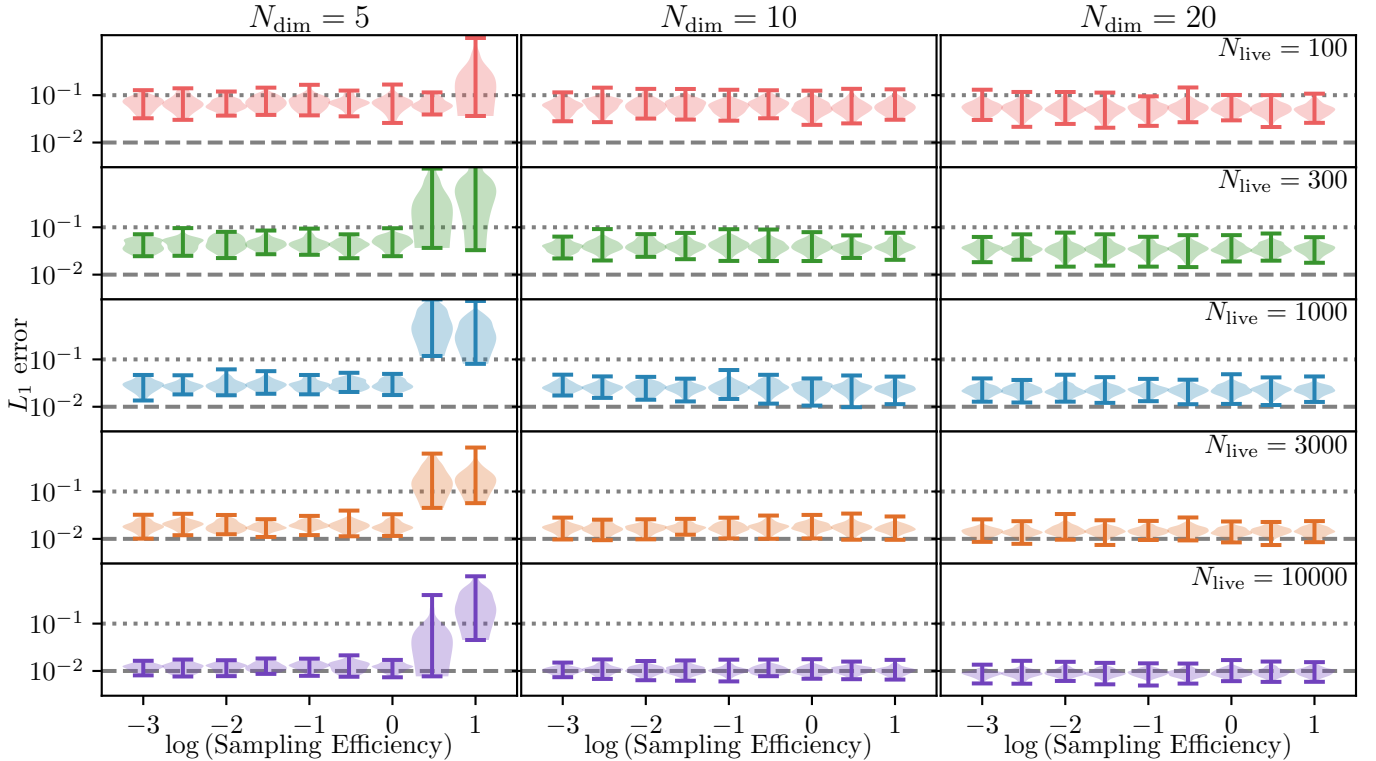 N_dim = 5 N_dim = 10 N_dim = 20
N_live = 100
10^−1
10^−2
N_live = 300
10^−1
10^−2
N_live = 1000
10^−1
10^−2
L_1 error
N_live = 3000
10^−1
10^−2
N_live = 10000
10^−1
10^−2
−3 −2 −1 0 1 −3 −2 −1 0 1 −3 −2 −1 0 1
log (Sampling Efficiency) log (Sampling Efficiency) log (Sampling Efficiency)